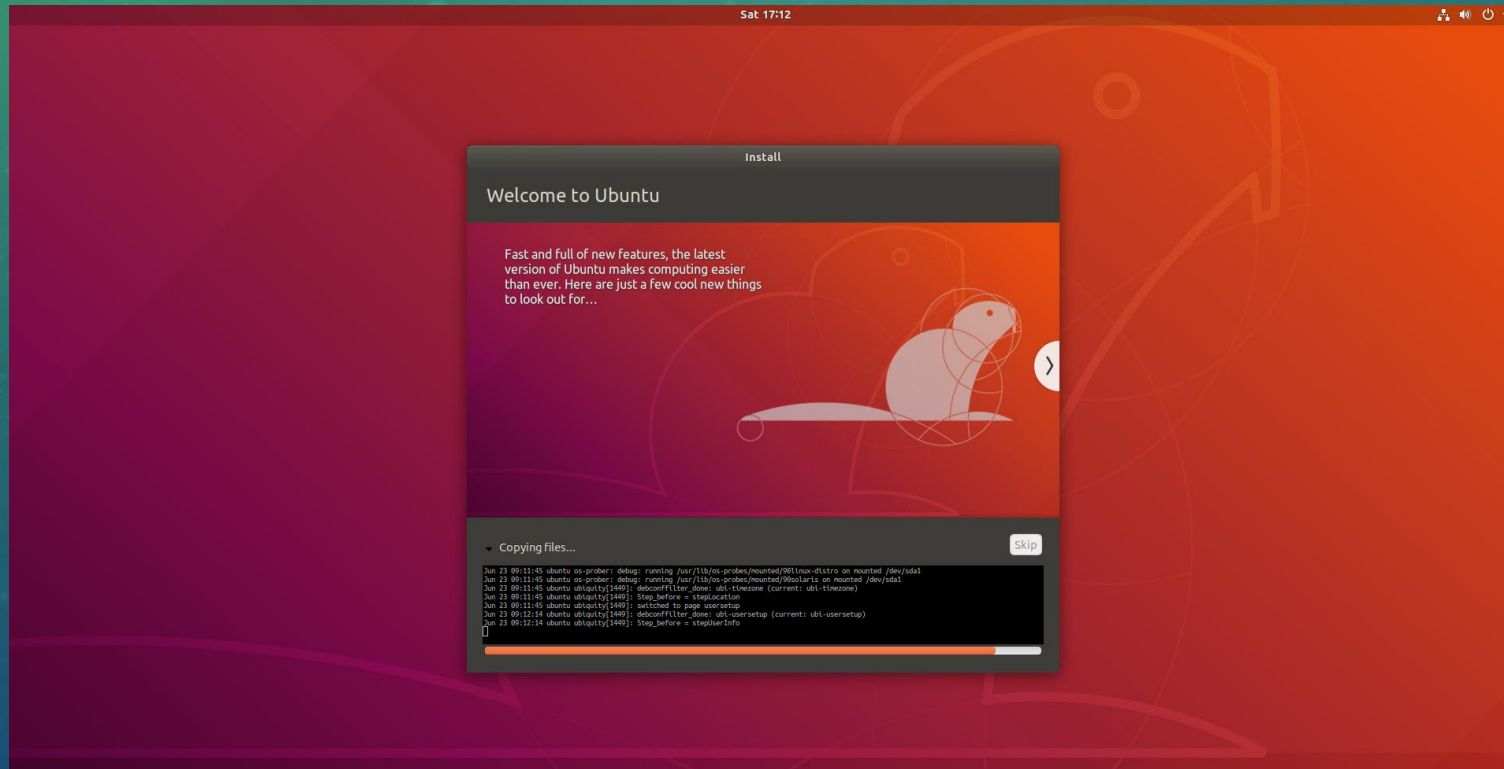 Sat 17:12
Install
Welcome to Ubuntu
Fast and full of new features, the latest
version of Ubuntu makes computing easier
than ever. Here are just a few cool new things
to look out for…
Copying files...
Skip
Jun 23 09:11:45 ubuntu os-prober: debug: running /usr/lib/os-probes/mounted/90linux-distro on mounted /dev/sda1
Jun 23 09:11:45 ubuntu os-prober: debug: running /usr/lib/os-probes/mounted/90solaris on mounted /dev/sda1
Jun 23 09:11:45 ubuntu ubiquity[1449]: debconffilter_done: ubi-timezone (current: ubi-timezone)
Jun 23 09:11:45 ubuntu ubiquity[1449]: Step_before = stepLocation
Jun 23 09:11:45 ubuntu ubiquity[1449]: switched to page usersetup
Jun 23 09:12:14 ubuntu ubiquity[1449]: debconffilter_done: ubi-usersetup (current: ubi-usersetup)
Jun 23 09:12:14 ubuntu ubiquity[1449]: Step_before = stepUserInfo